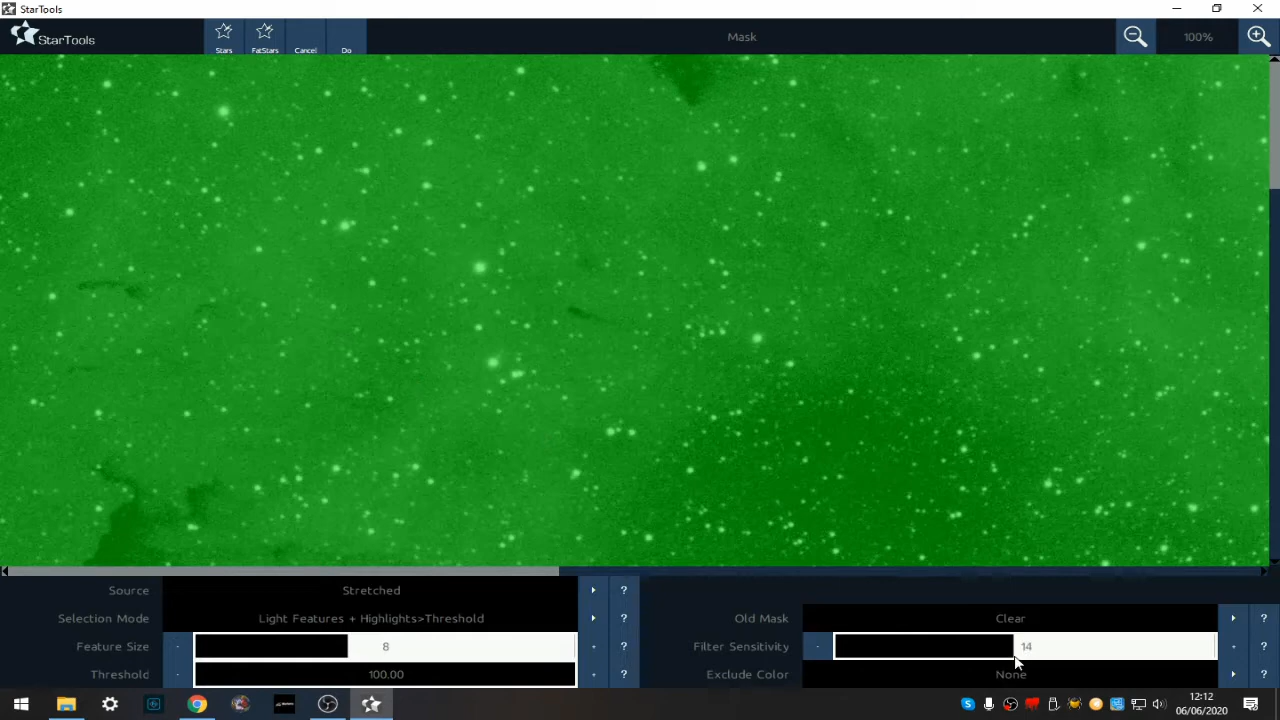 StarTools
StarTools
Stars
FatStars
Cancel
Do
Mask
100%
Source
Stretched
?
Selection Mode
Light Features + Highlights>Threshold
?
Old Mask
Clear
?
Feature Size
-
8
+
?
Filter Sensitivity
-
14
+
?
Threshold
-
100.00
+
?
Exclude Color
None
?
12:12
06/06/2020